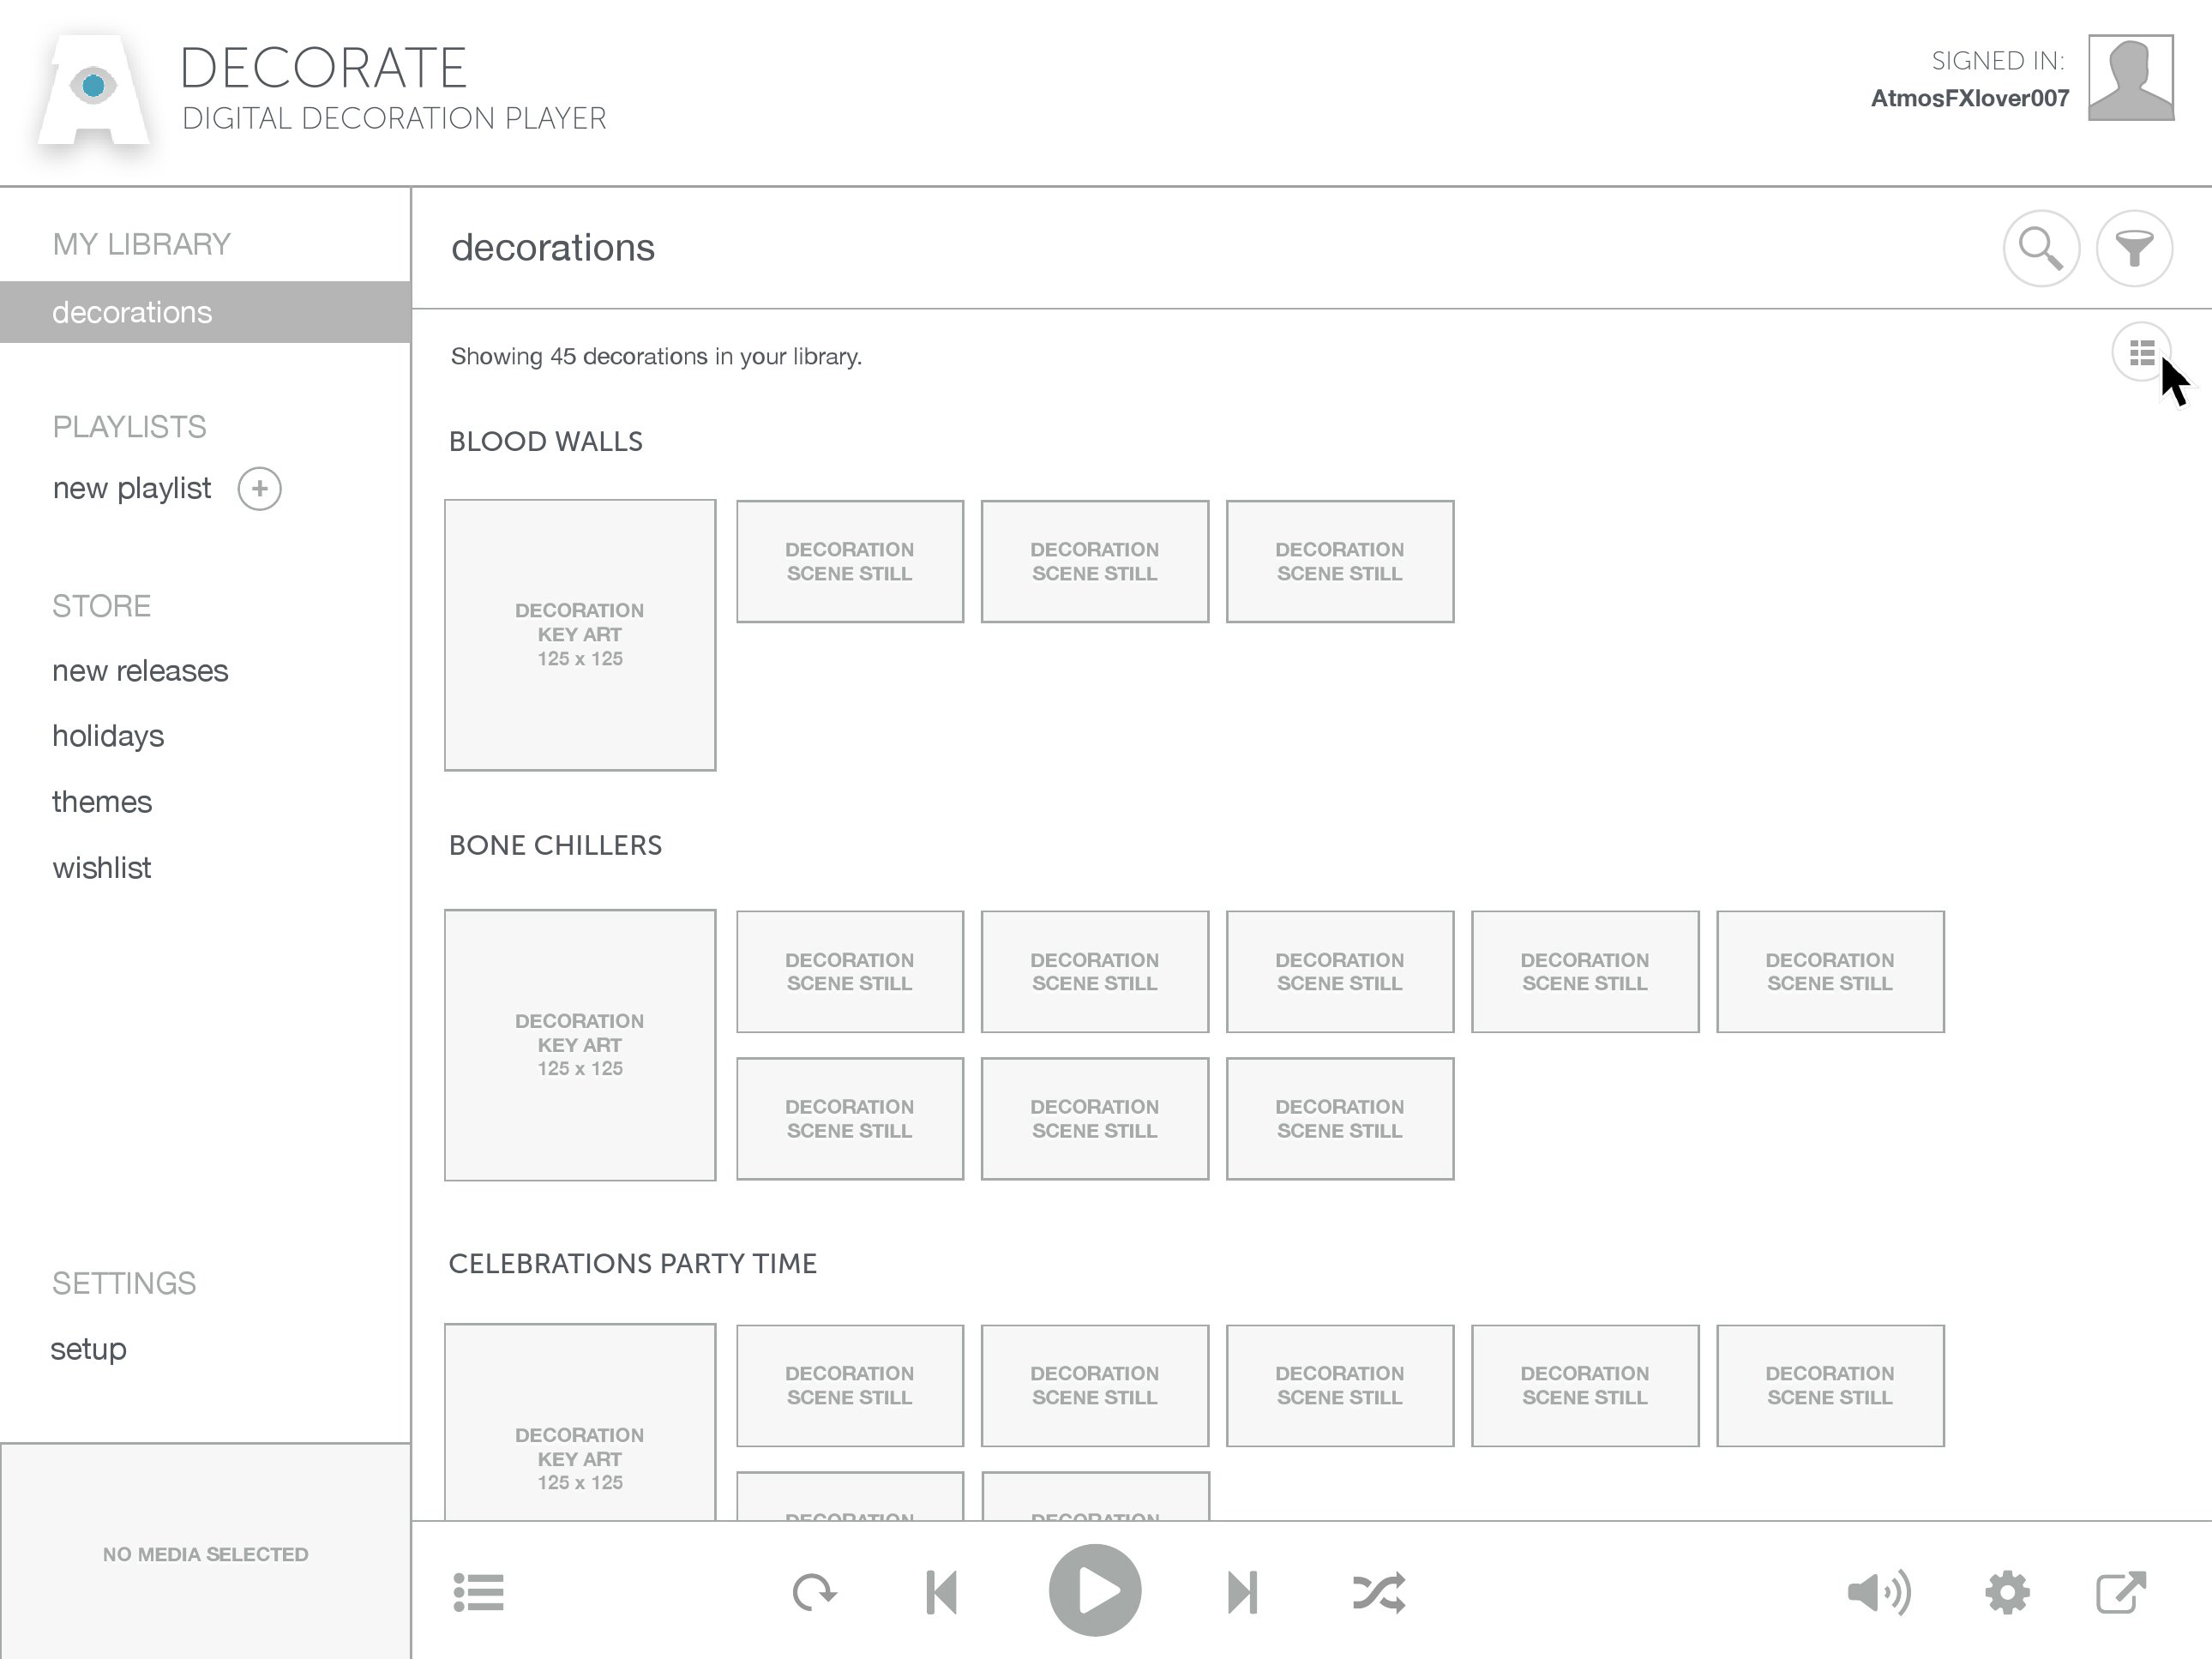 DECORATE
DIGITAL DECORATION PLAYER
SIGNED IN:
AtmosFXlover007
MY LIBRARY
decorations
PLAYLISTS
new playlist
STORE
new releases
holidays
themes
wishlist
SETTINGS
setup
NO MEDIA SELECTED
decorations
Showing 45 decorations in your library.
BLOOD WALLS
DECORATION
KEY ART
125 x 125
DECORATION
SCENE STILL
DECORATION
SCENE STILL
DECORATION
SCENE STILL
BONE CHILLERS
DECORATION
KEY ART
125 x 125
DECORATION
SCENE STILL
DECORATION
SCENE STILL
DECORATION
SCENE STILL
DECORATION
SCENE STILL
DECORATION
SCENE STILL
DECORATION
SCENE STILL
DECORATION
SCENE STILL
DECORATION
SCENE STILL
CELEBRATIONS PARTY TIME
DECORATION
KEY ART
125 x 125
DECORATION
SCENE STILL
DECORATION
SCENE STILL
DECORATION
SCENE STILL
DECORATION
SCENE STILL
DECORATION
SCENE STILL
DECORATION
DECORATION